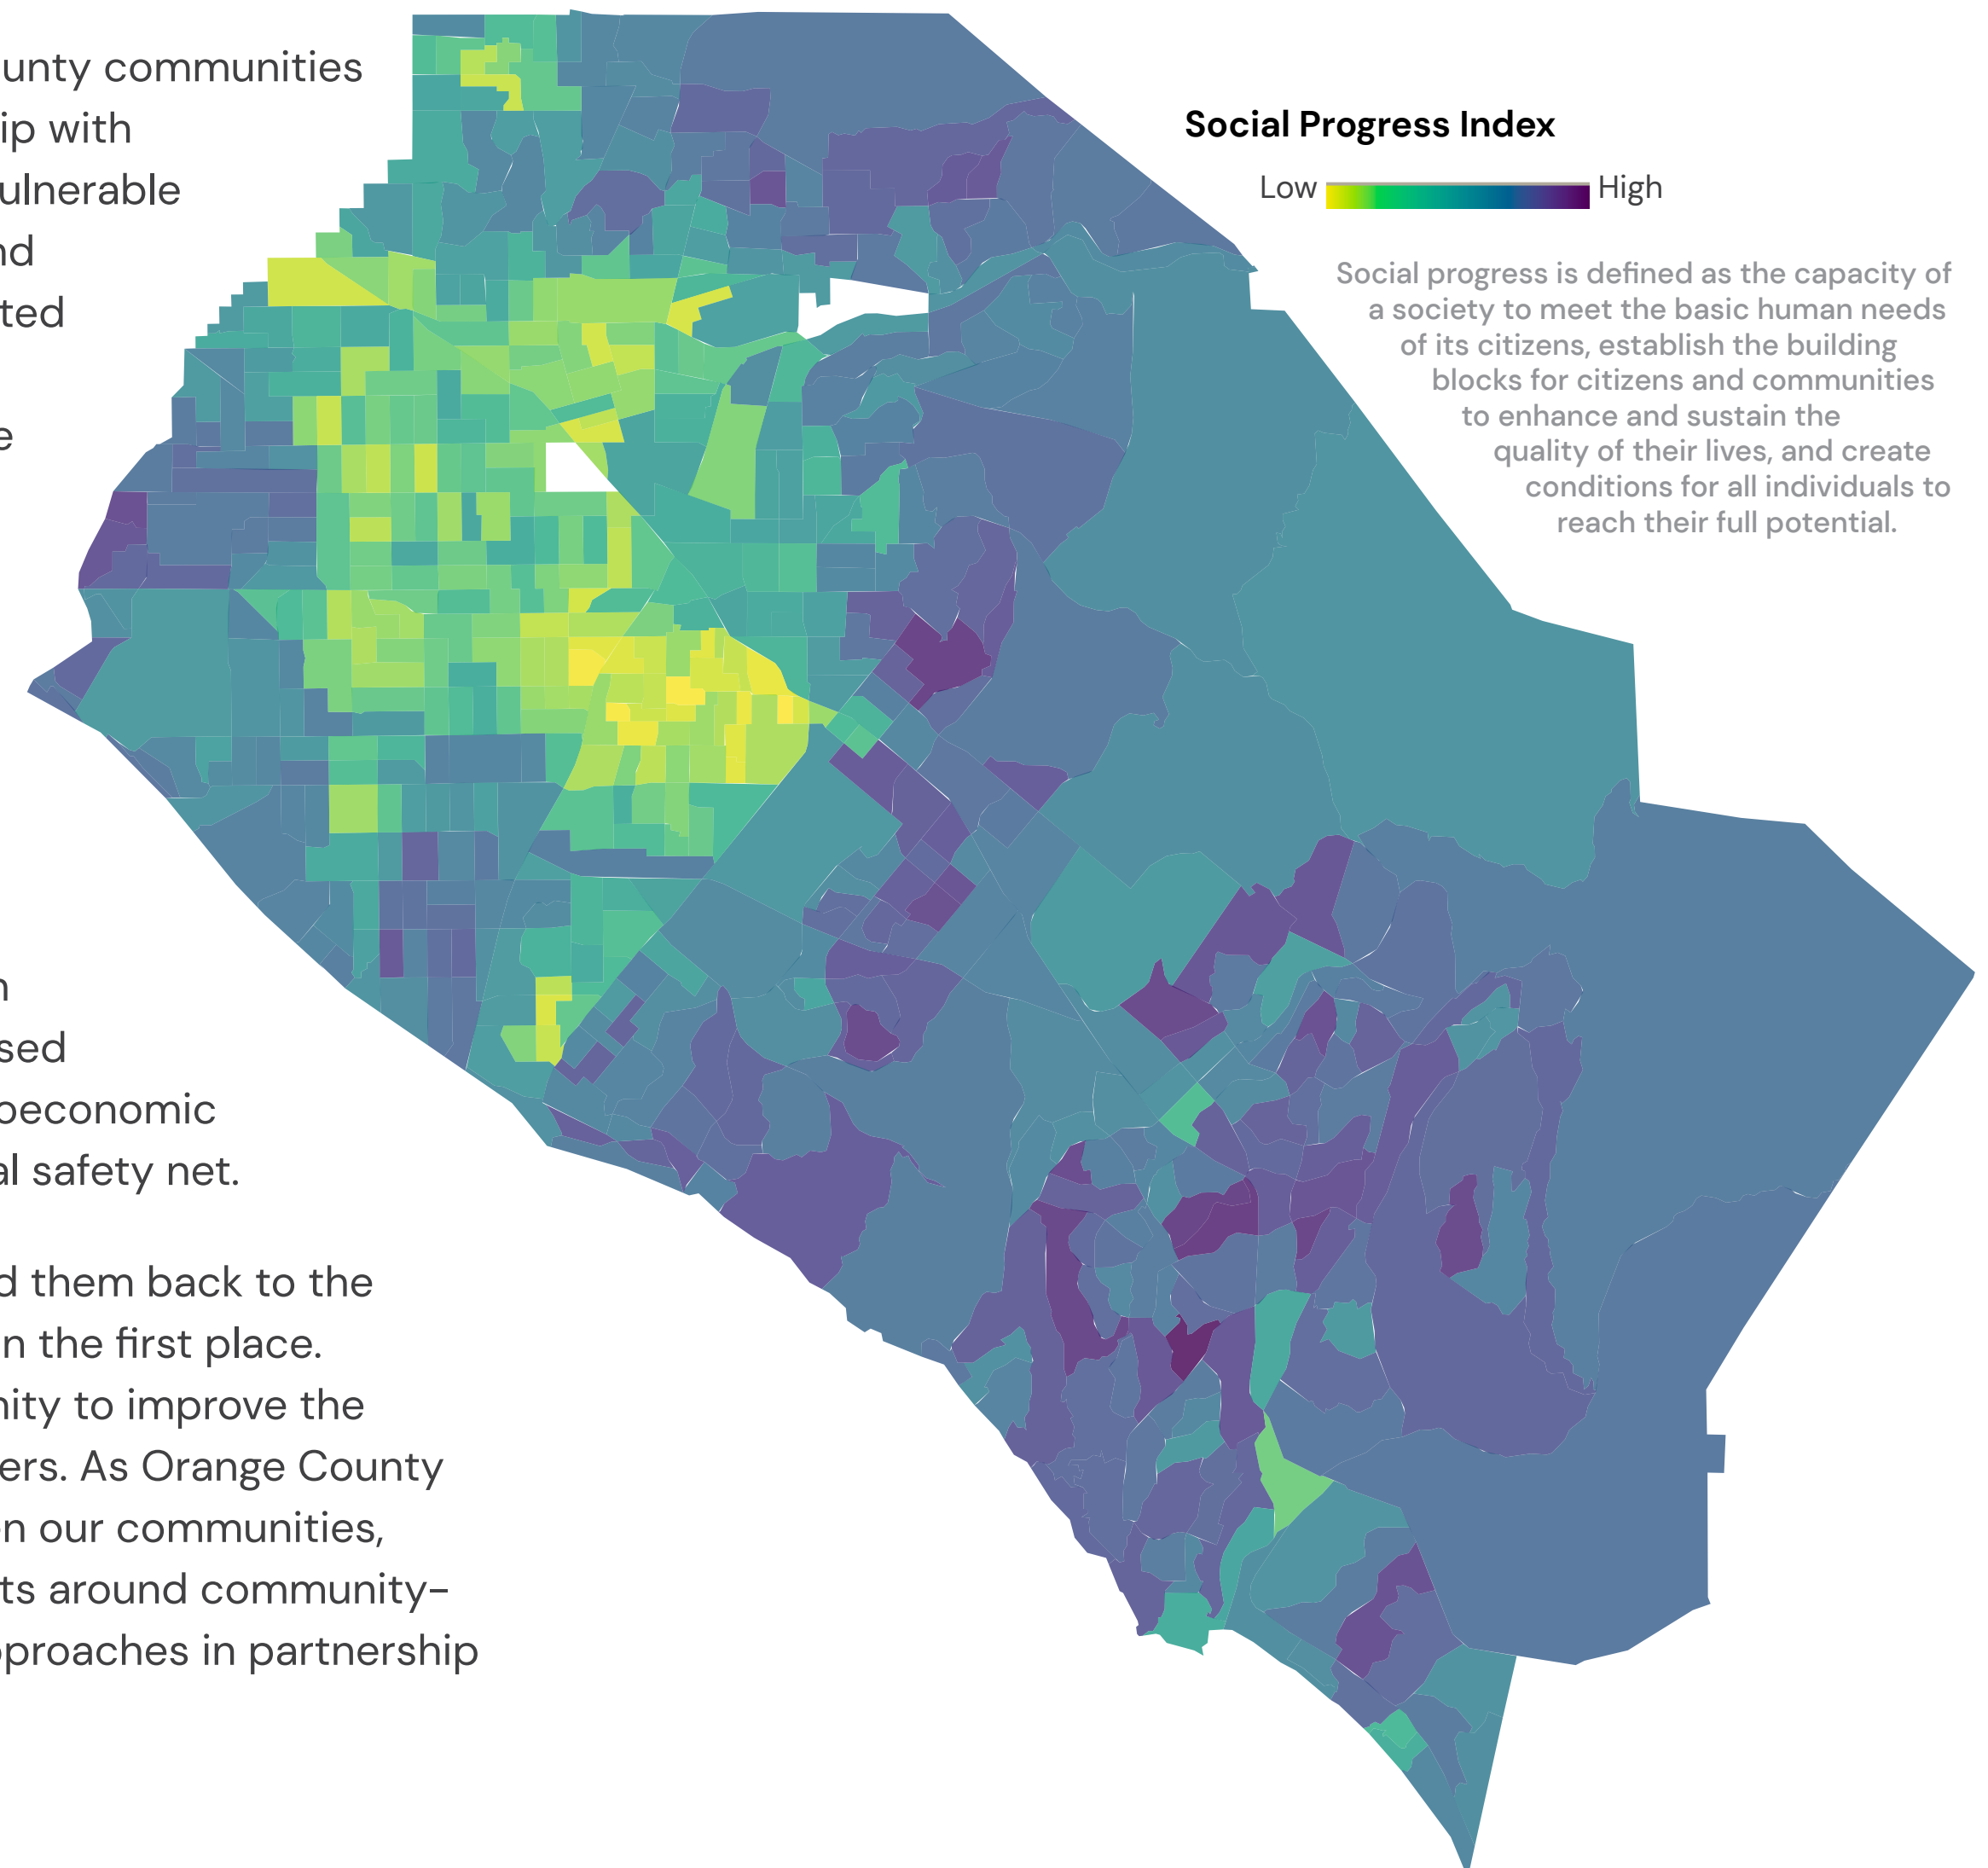 unty communities
ip with
ulnerable
nd
ted
e
n
sed
oeconomic
al safety net.
d them back to the
n the first place.
nity to improve the
ers. As Orange County
n our communities,
ts around community–
pproaches in partnership
Social Progress Index
Low
High
Social progress is defined as the capacity of
a society to meet the basic human needs
of its citizens, establish the building
blocks for citizens and communities
to enhance and sustain the
quality of their lives, and create
conditions for all individuals to
reach their full potential.